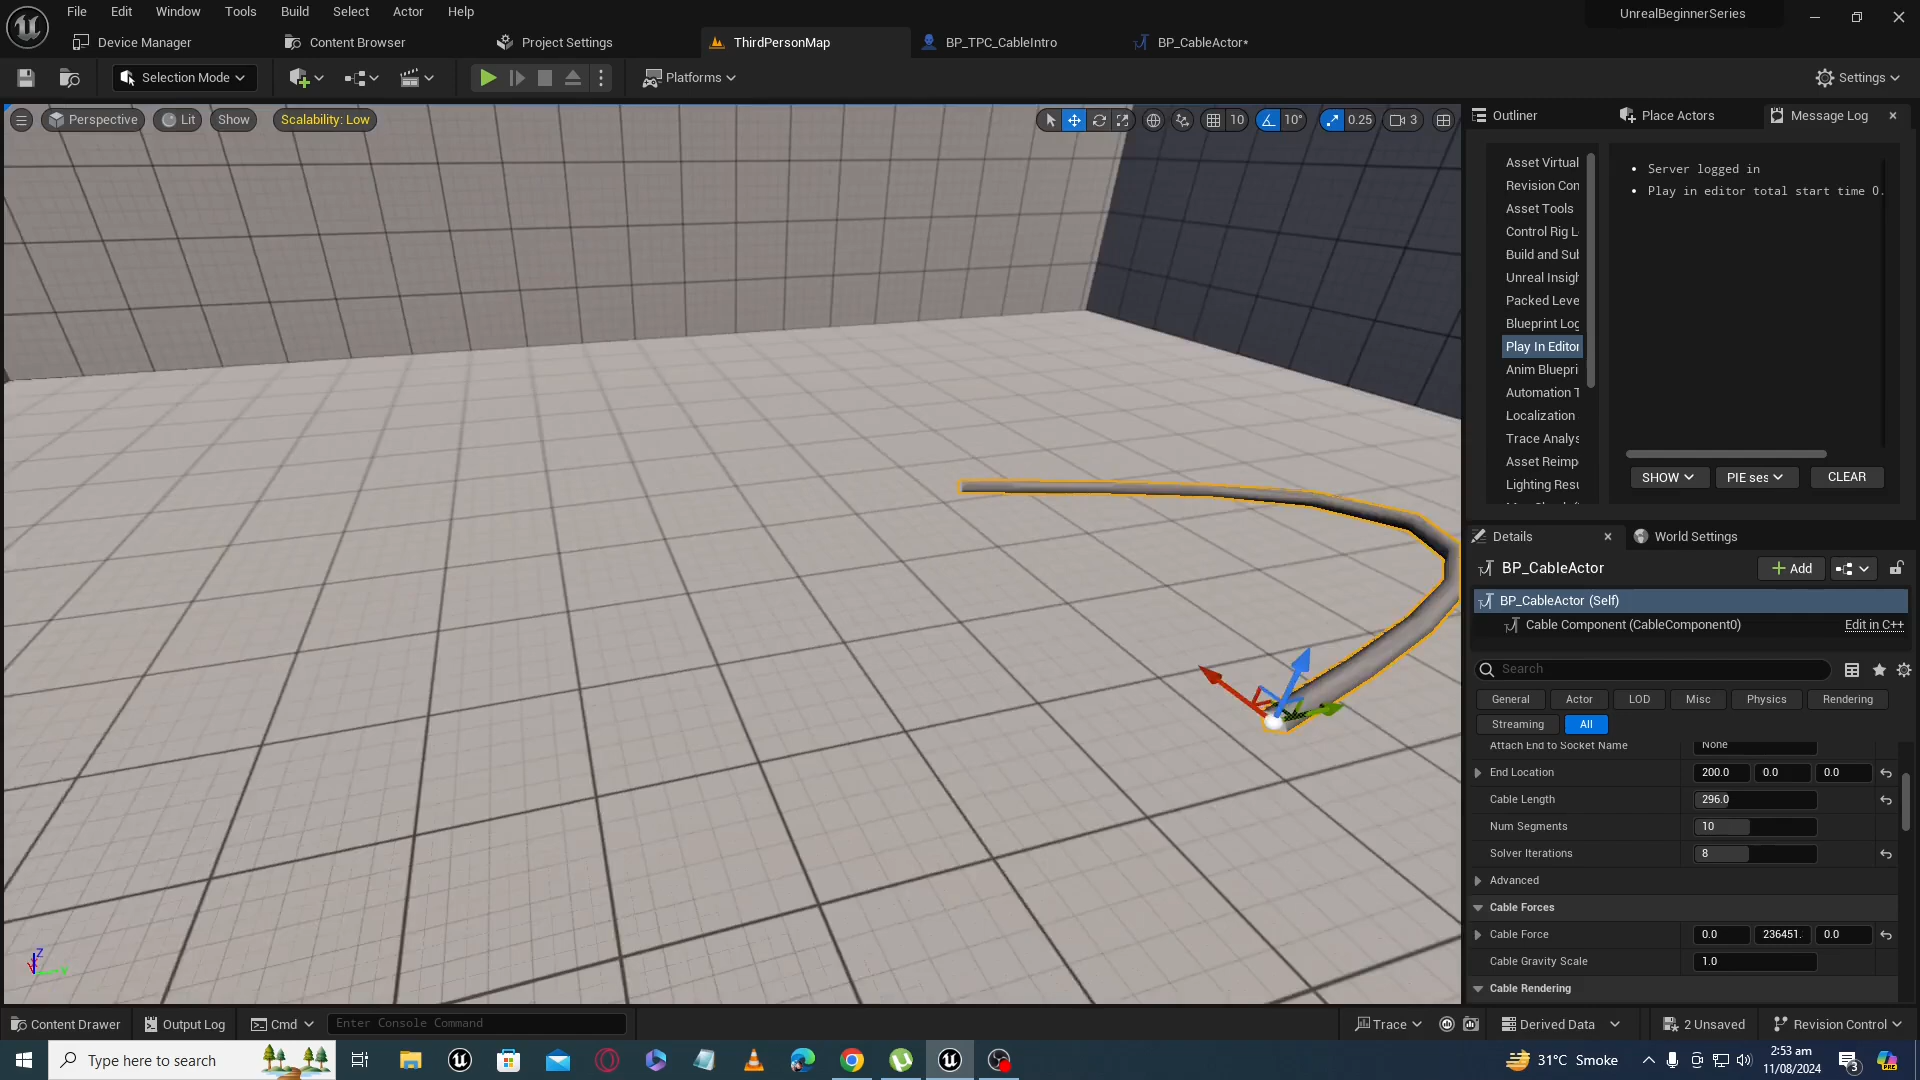 File Edit Window Tools Build Select Actor Help
UnrealBeginnerSeries
Device Manager
Content Browser
Project Settings
ThirdPersonMap
BP_TPC_CableIntro
BP_CableActor*
Selection Mode
Platforms
Settings
Perspective
Lit
Show
Scalability: Low
10
10°
0.25
3
Outliner
Place Actors
Message Log
Asset Virtual
Revision Con
Asset Tools
Control Rig L
Build and Sub
Unreal Insigh
Packed Leve
Blueprint Log
Play In Editor
Anim Bluepri
Automation T
Localization
Trace Analys
Asset Reimp
Lighting Resu
Server logged in
Play in editor total start time 0.
SHOW
PIE ses
CLEAR
Details
World Settings
BP_CableActor
Add
BP_CableActor (Self)
Cable Component (CableComponent0)
Edit in C++
Search
General
Actor
LOD
Misc
Physics
Rendering
Streaming
All
Attach End to Socket Name
None
End Location
200.0
0.0
0.0
Cable Length
296.0
Num Segments
10
Solver Iterations
8
Advanced
Cable Forces
Cable Force
0.0
236451.
0.0
Cable Gravity Scale
1.0
Cable Rendering
Z
Content Drawer
Output Log
Cmd
Enter Console Command
Trace
Derived Data
2 Unsaved
Revision Control
Type here to search
31°C Smoke
2:53 am
11/08/2024
3
PRE